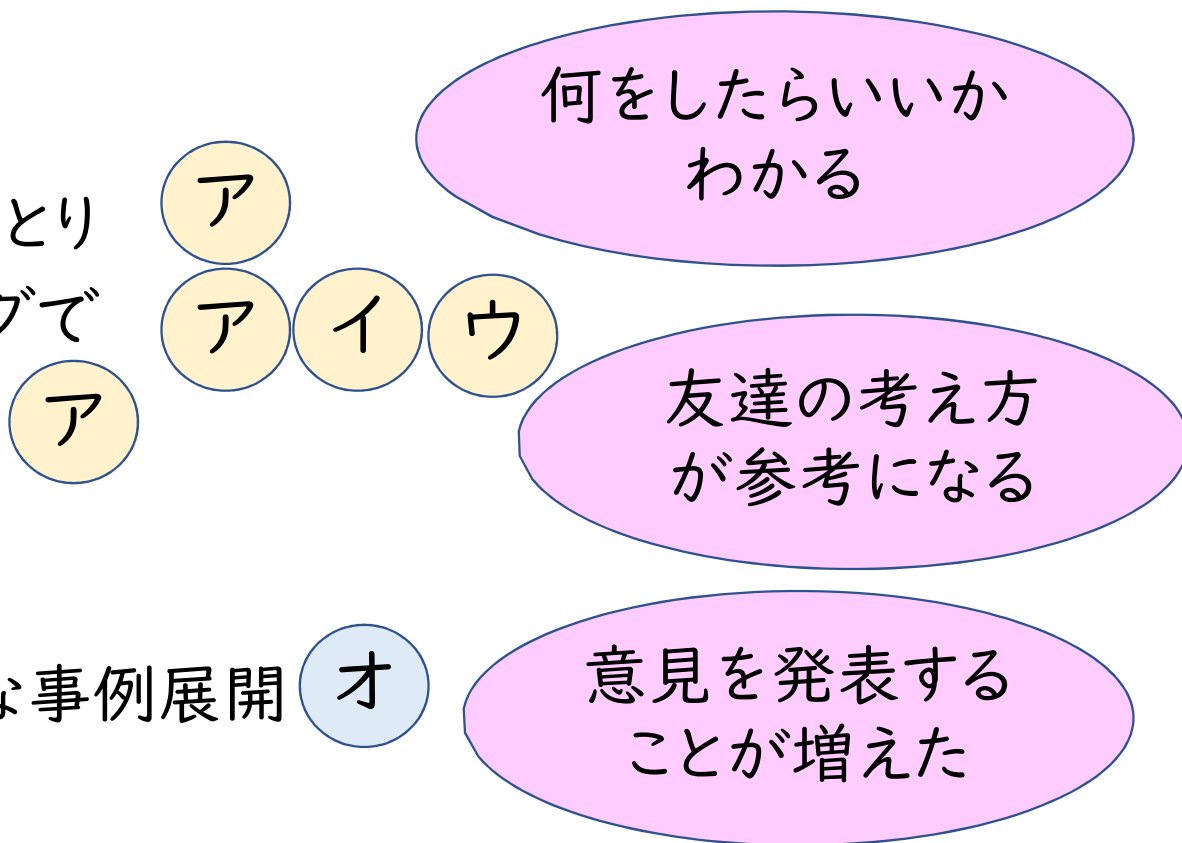 何をしたらいいか
わかる
とり ア
グで ア イ ウ
ア
友達の考え方
が参考になる
な事例展開 オ
意見を発表する
ことが増えた